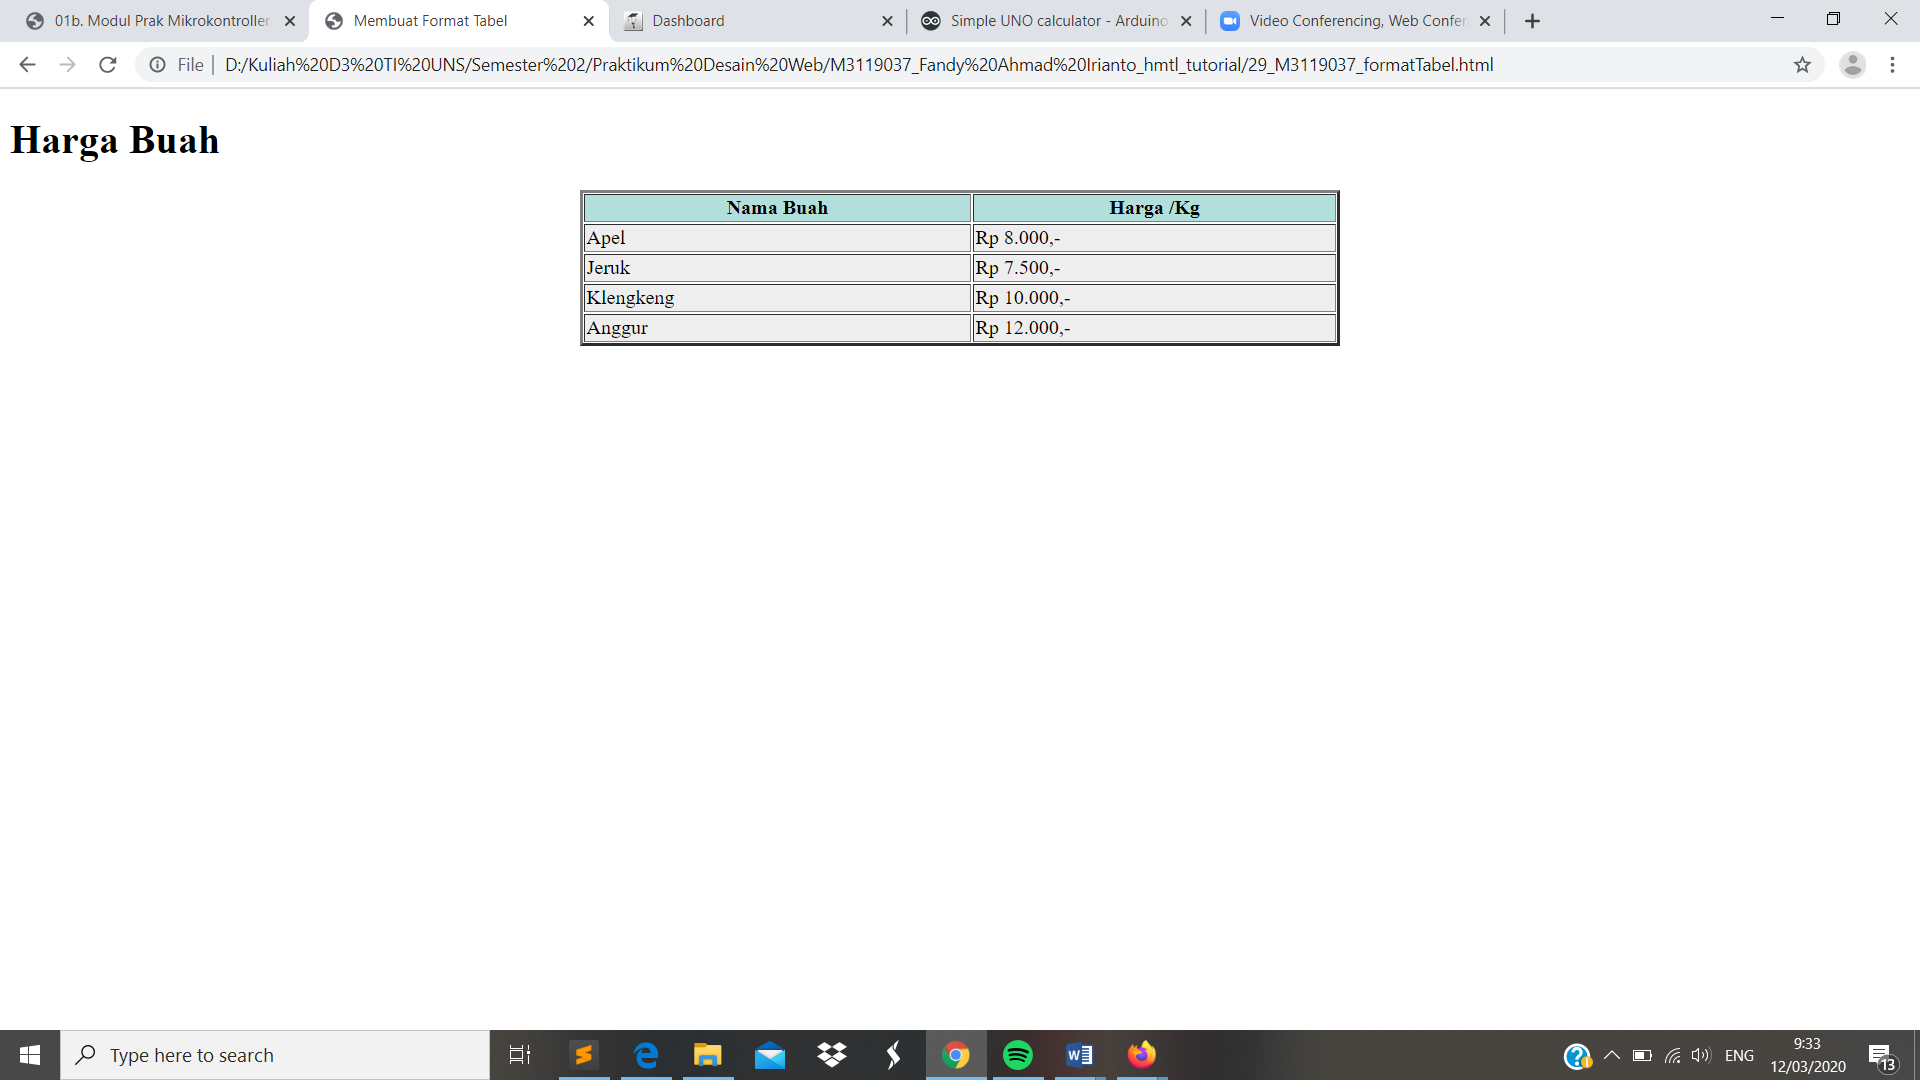 01b. Modul Prak Mikrokontroller
Membuat Format Tabel
Dashboard
Simple UNO calculator - Arduino
Video Conferencing, Web Confer
File
D:/Kuliah%20D3%20TI%20UNS/Semester%202/Praktikum%20Desain%20Web/M3119037_Fandy%20Ahmad%20Irianto_hmtl_tutorial/29_M3119037_formatTabel.html
Harga Buah
Nama Buah Harga /Kg
Apel Rp 8.000,-
Jeruk Rp 7.500,-
Klengkeng Rp 10.000,-
Anggur Rp 12.000,-
Type here to search
ENG
9:33
12/03/2020
13